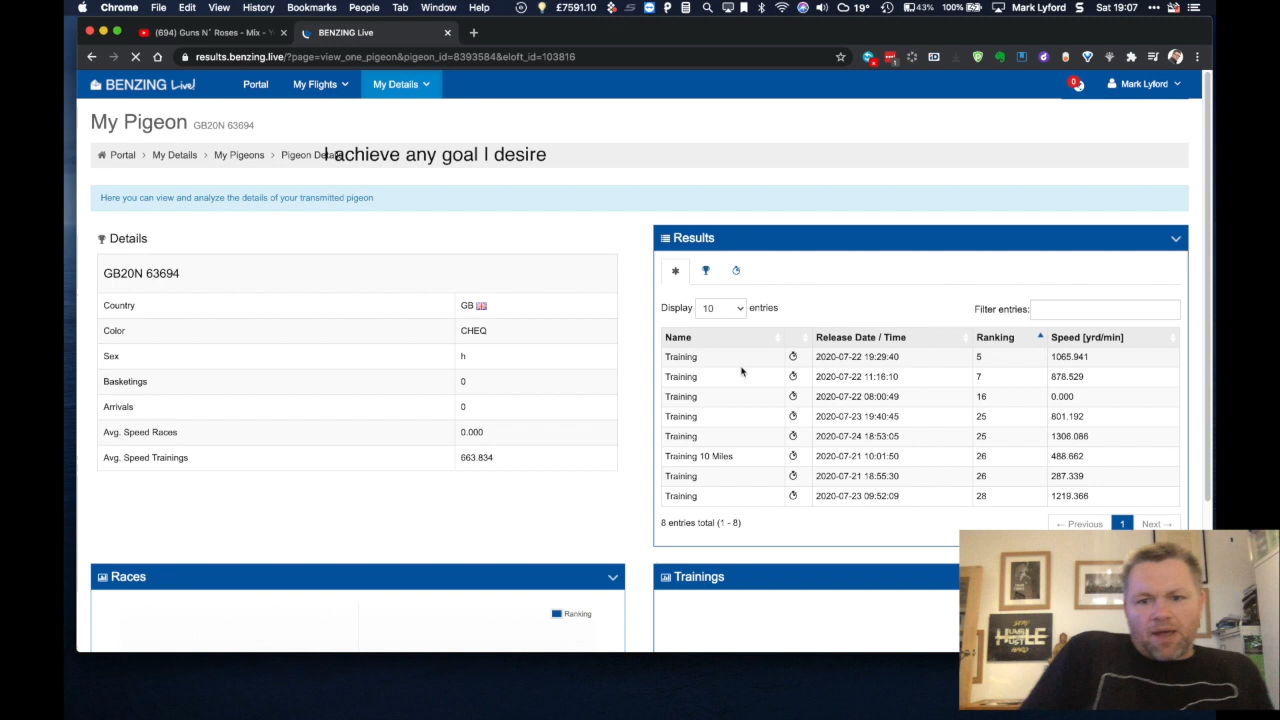 Chrome File Edit View History Bookmarks People Tab Window Help £7591.10 43% 100% 19° Mark Lyford Sat 19:07
(694) Guns N' Roses - Mix - Y BENZING Live
results.benzing.live/?page=view_one_pigeon&pigeon_id=8393584&eloft_id=103816
BENZING Live! Portal My Flights My Details 0 Mark Lyford
My Pigeon GB20N 63694
Portal > My Details > My Pigeons > Pigeon Details
I achieve any goal I desire
Here you can view and analyze the details of your transmitted pigeon
Details
GB20N 63694
Country GB
Color CHEQ
Sex h
Basketings 0
Arrivals 0
Avg. Speed Races 0.000
Avg. Speed Trainings 663.834
Results
Display 10 entries Filter entries:
Name Release Date / Time Ranking Speed [yrd/min]
Training 2020-07-22 19:29:40 5 1065.941
Training 2020-07-22 11:16:10 7 878.529
Training 2020-07-22 08:00:49 16 0.000
Training 2020-07-23 19:40:45 25 801.192
Training 2020-07-24 18:53:05 25 1306.086
Training 10 Miles 2020-07-21 10:01:50 26 488.662
Training 2020-07-21 18:55:30 26 287.339
Training 2020-07-23 09:52:09 28 1219.366
8 entries total (1 - 8) ← Previous 1 Next →
Races
Ranking
Trainings
STAY
HUMBLE
HUSTLE
HARD